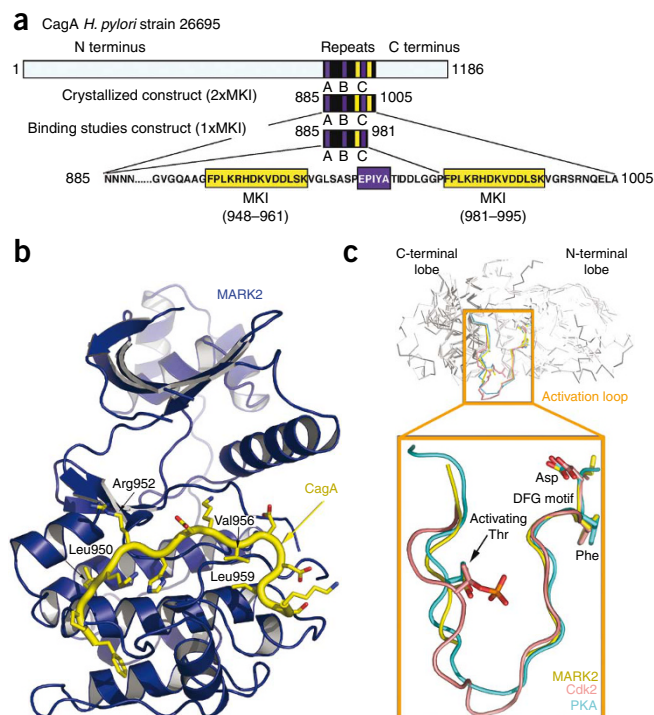 a CagA H. pylori strain 26695
N terminus Repeats C terminus
1 1186
A B C
Crystallized construct (2xMKI) 885 1005
A B C
Binding studies construct (1xMKI) 885 981
A B C
885 NNNN......GVGQAAGFPLKRHDKVDDLSKVGLSASPEPIYATIDDLGGPFPLKRHDKVDDLSKVGRSRNQELA 1005
MKI MKI
(948–961) (981–995)
b
MARK2
Arg952
CagA
Val956
Leu950
Leu959
c
C-terminal N-terminal
lobe lobe
Activation loop
Asp
DFG motif
Activating
Thr
Phe
MARK2
Cdk2
PKA